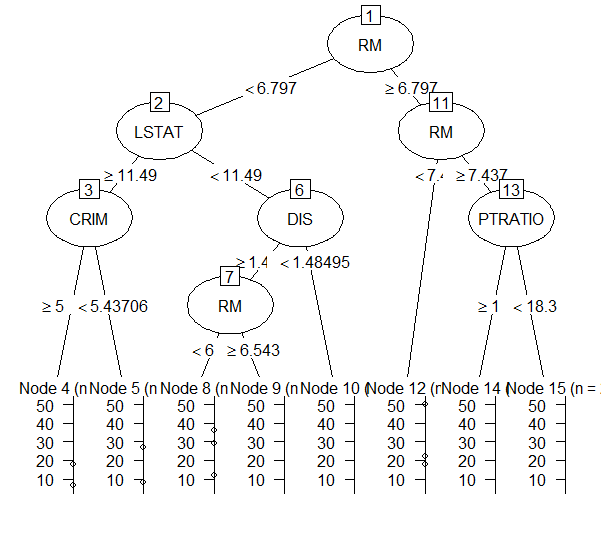 1
RM
<6.797 ≥6.797
2 11
LSTAT RM
≥11.49 <11.49 <7. ≥7.437
3 6 13
CRIM DIS PTRATIO
≥1.4 <1.48495
7
RM
≥5 <5.43706 ≥1 <18.3
<6 ≥6.543
Node 4 (n Node 5 (n Node 8 (n Node 9 (n Node 10 ( Node 12 (n Node 14 ( Node 15 (n =
50 50 50 50 50 50 50 50
40 40 40 40 40 40 40 40
30 30 30 30 30 30 30 30
20 20 20 20 20 20 20 20
10 10 10 10 10 10 10 10